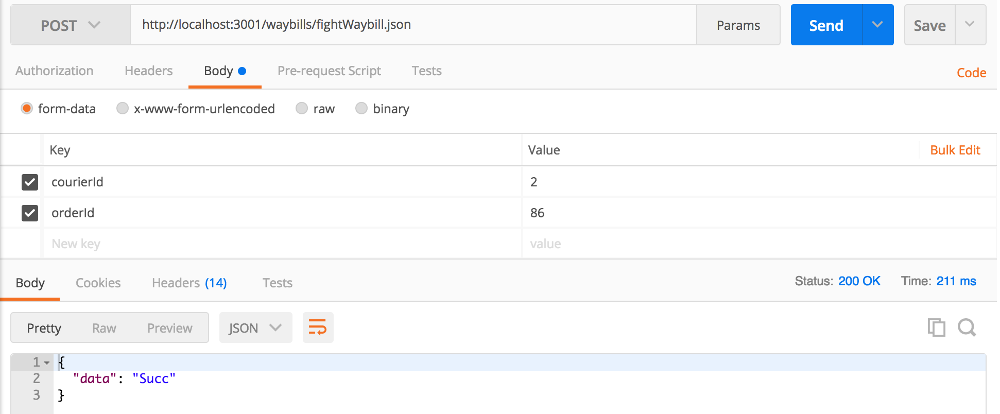 POST http://localhost:3001/waybills/fightWaybill.json Params Send Save
Authorization Headers Body Pre-request Script Tests Code
form-data x-www-form-urlencoded raw binary
Key Value Bulk Edit
courierId 2
orderId 86
New key value
Body Cookies Headers (14) Tests Status: 200 OK Time: 211 ms
Pretty Raw Preview JSON
1 {
2 "data": "Succ"
3 }